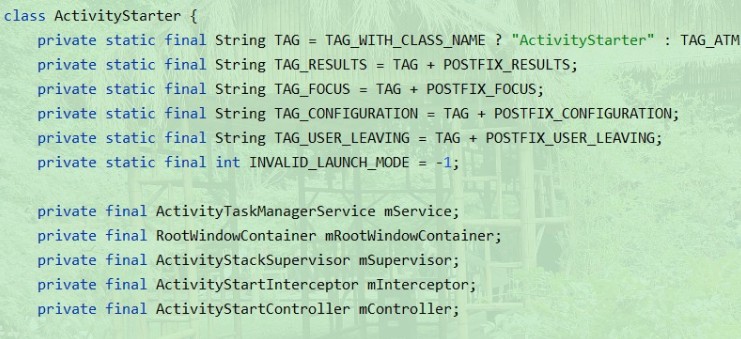 class ActivityStarter {
private static final String TAG = TAG_WITH_CLASS_NAME ? "ActivityStarter" : TAG_ATM
private static final String TAG_RESULTS = TAG + POSTFIX_RESULTS;
private static final String TAG_FOCUS = TAG + POSTFIX_FOCUS;
private static final String TAG_CONFIGURATION = TAG + POSTFIX_CONFIGURATION;
private static final String TAG_USER_LEAVING = TAG + POSTFIX_USER_LEAVING;
private static final int INVALID_LAUNCH_MODE = -1;
private final ActivityTaskManagerService mService;
private final RootWindowContainer mRootWindowContainer;
private final ActivityStackSupervisor mSupervisor;
private final ActivityStartInterceptor mInterceptor;
private final ActivityStartController mController;